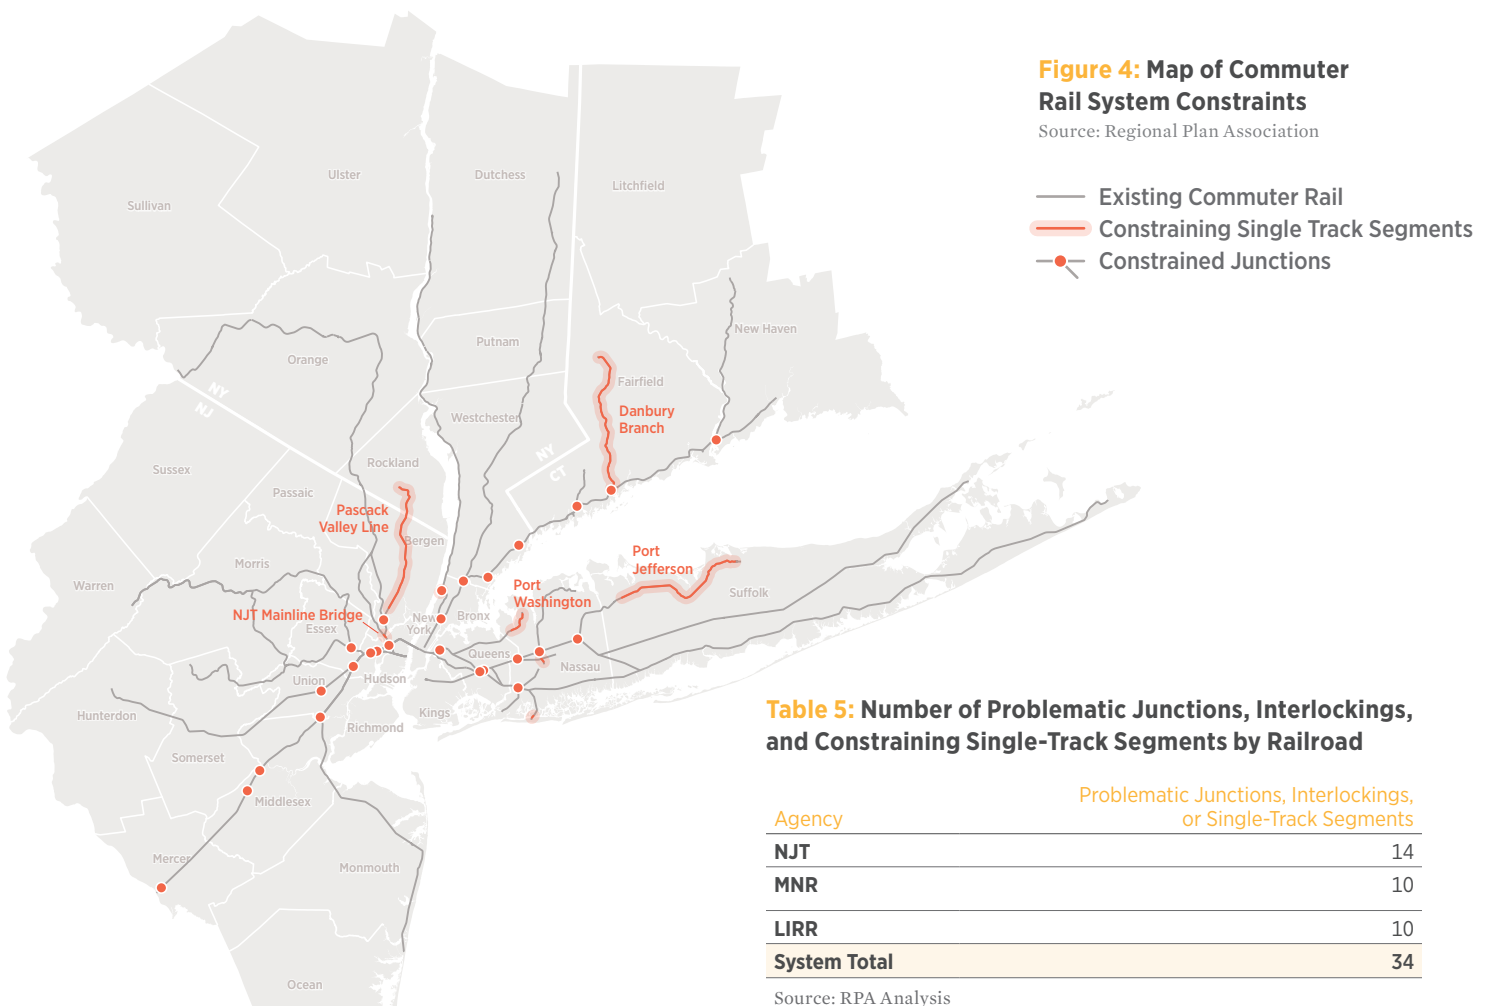 Figure 4: Map of Commuter
Rail System Constraints
Source: Regional Plan Association
Existing Commuter Rail
Constraining Single Track Segments
Constrained Junctions
Ulster
Dutchess
Litchfield
Sullivan
New Haven
Putnam
Orange
Fairfield
NY
NJ
Danbury
Branch
Westchester
NY
CT
Rockland
Sussex
Passaic
Pascack
Valley Line
Bergen
Port
Jefferson
Morris
Warren
Port
Washington
Suffolk
NJT Mainline Bridge
Essex
New
York
Bronx
Queens
Nassau
Union
Hudson
Hunterdon
Kings
Richmond
Somerset
Middlesex
Mercer
Monmouth
Ocean
Table 5: Number of Problematic Junctions, Interlockings,
and Constraining Single-Track Segments by Railroad
Agency
Problematic Junctions, Interlockings,
or Single-Track Segments
NJT 14
MNR 10
LIRR 10
System Total 34
Source: RPA Analysis